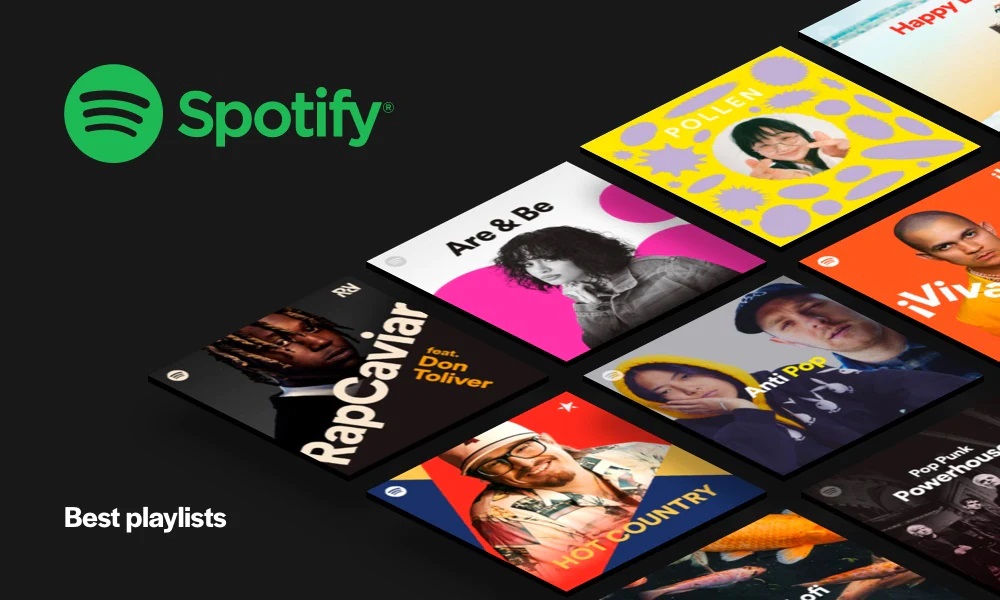 Spotify®
Happy
POLLEN
Are & Be
¡Viva
RapCaviar
feat.
Don
Toliver
Anti Pop
HOT COUNTRY
Pop Punk
Powerhouse
Best playlists